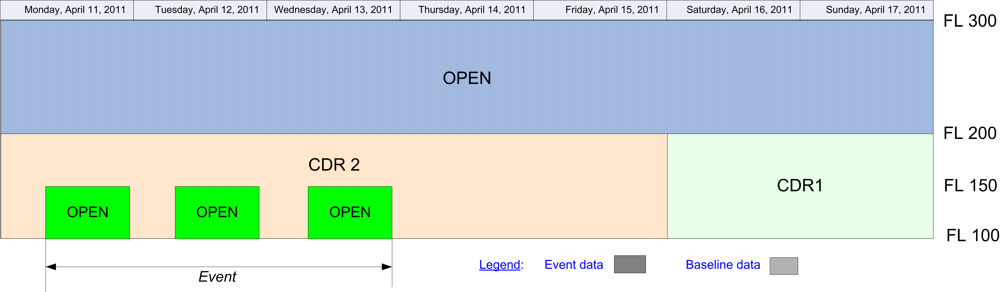 Monday, April 11, 2011 Tuesday, April 12, 2011 Wednesday, April 13, 2011 Thursday, April 14, 2011 Friday, April 15, 2011 Saturday, April 16, 2011 Sunday, April 17, 2011
FL 300
OPEN
FL 200
CDR 2
CDR1
FL 150
OPEN OPEN OPEN
FL 100
Legend: Event data Baseline data
Event